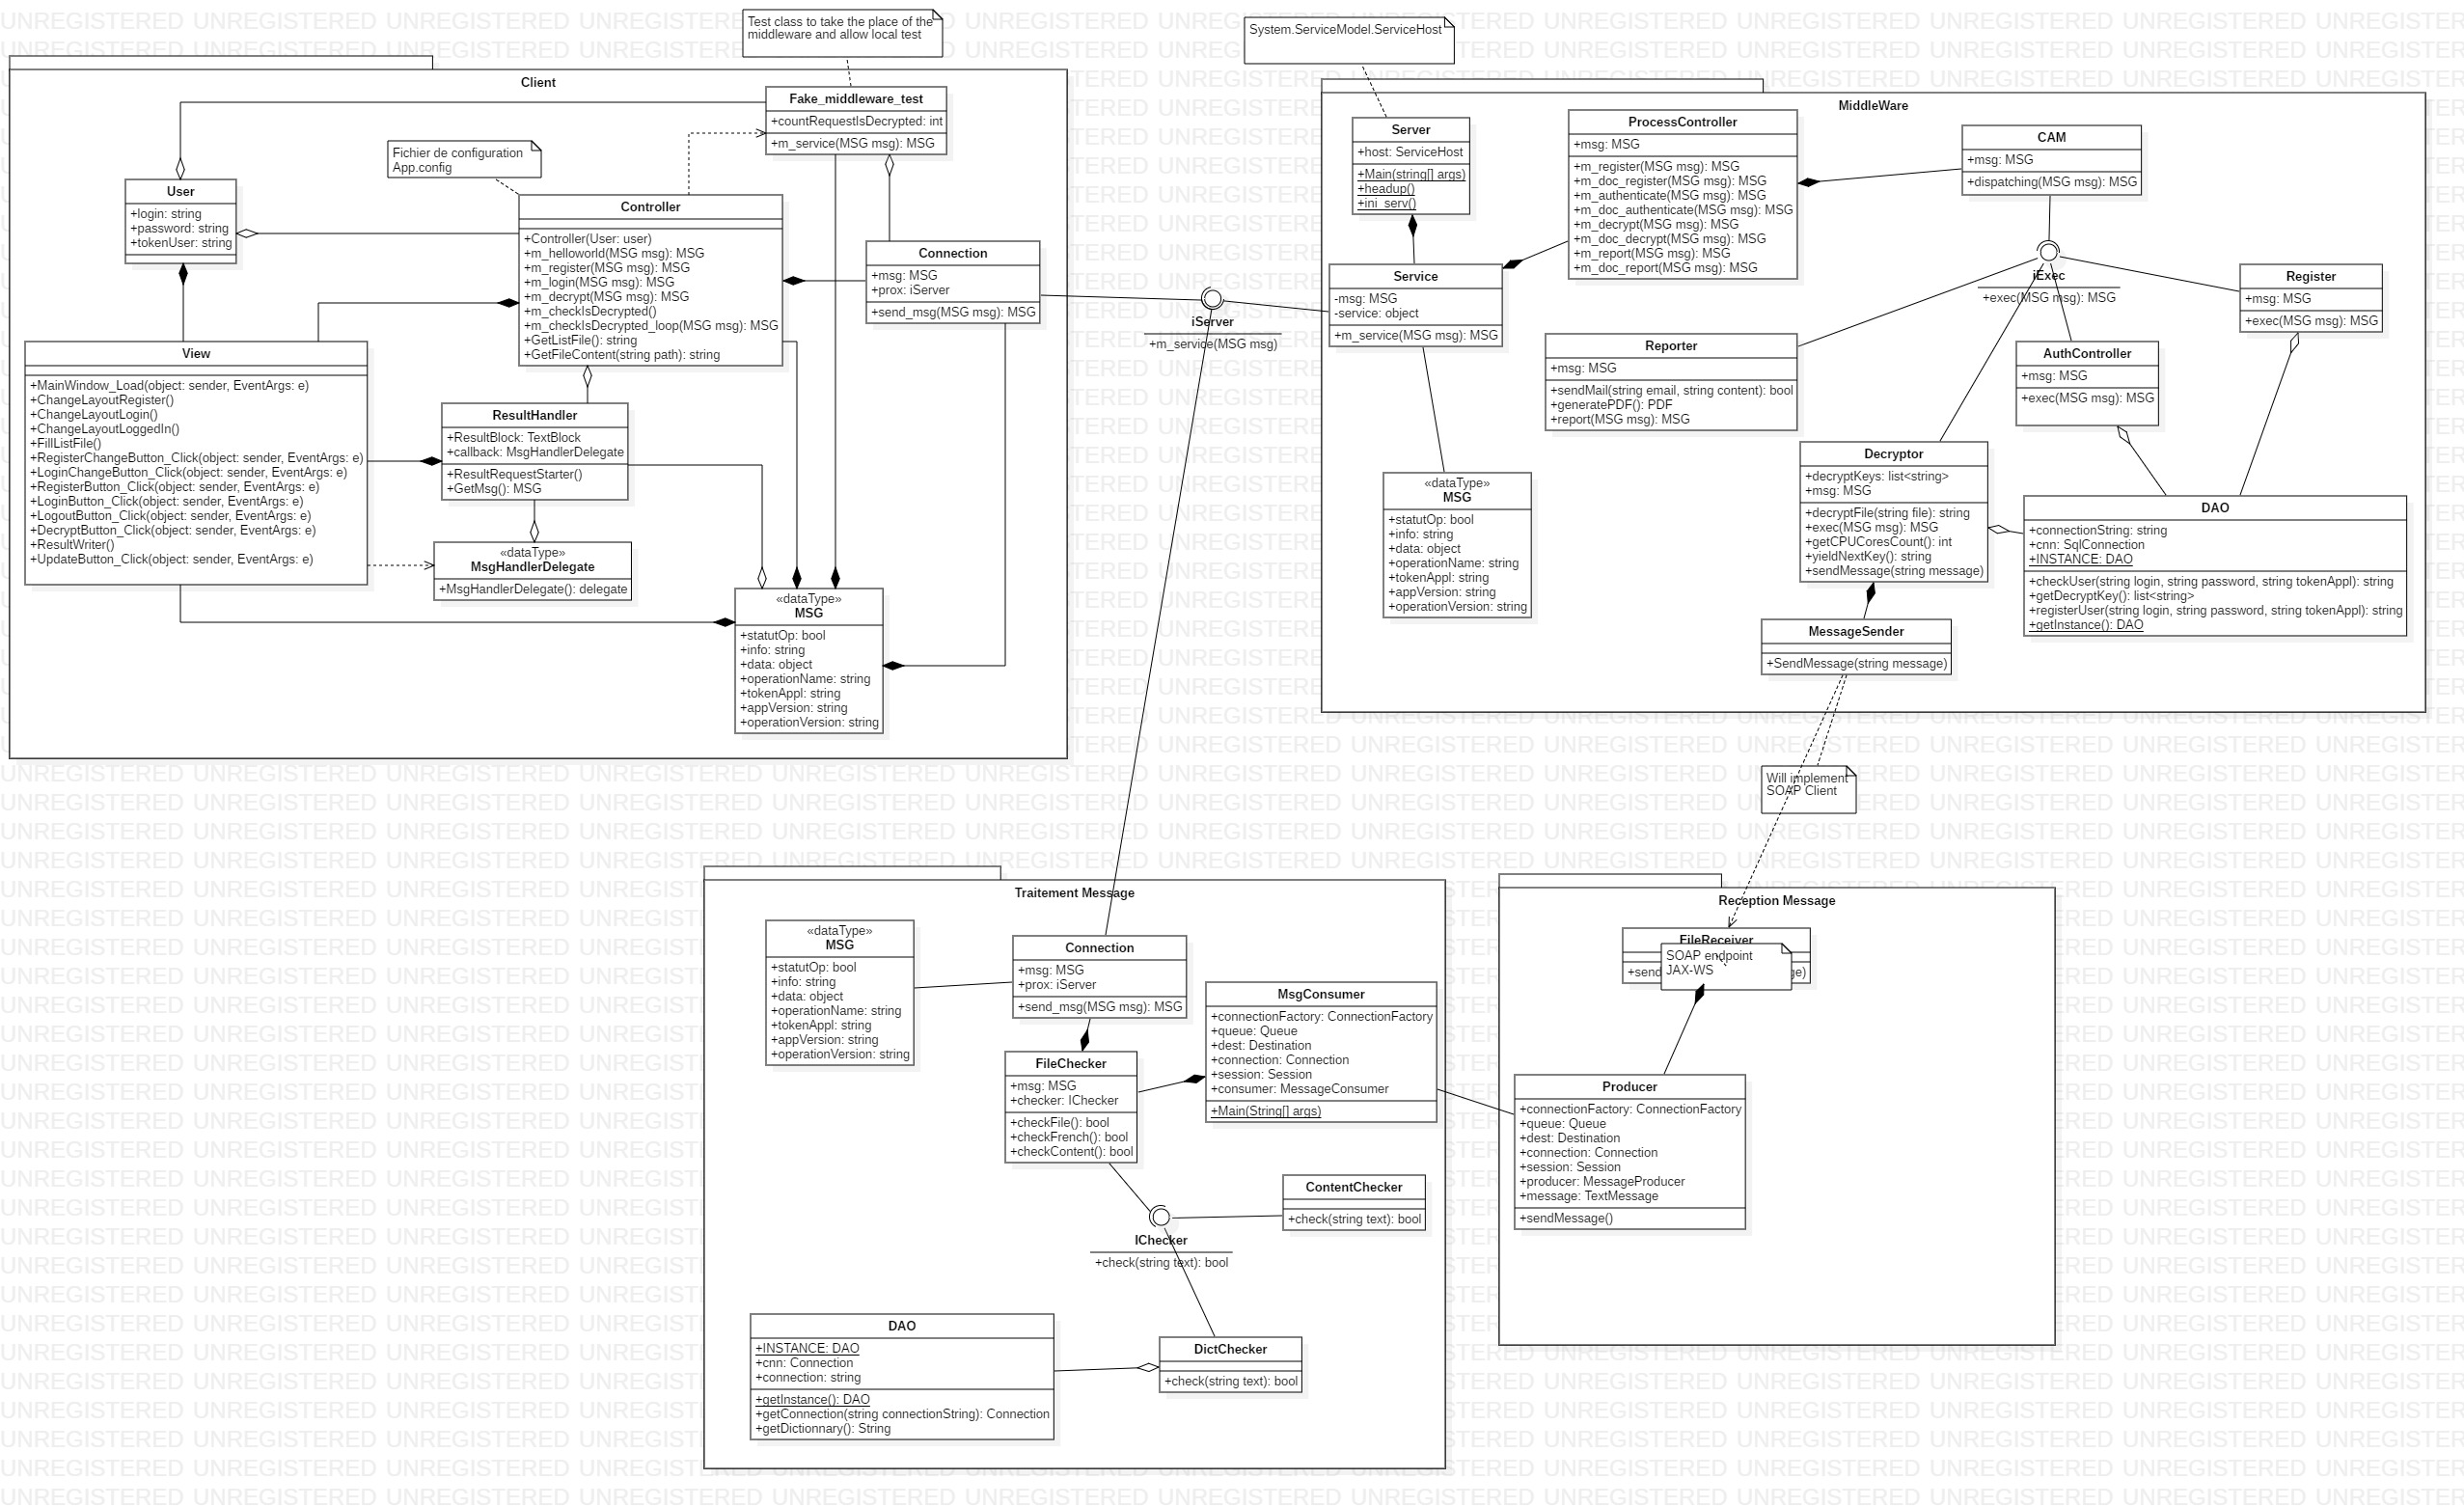 Test class to take the place of the
middleware and allow local test
System.ServiceModel.ServiceHost
Client
Fake_middleware_test
+countRequestIsDecrypted: int
+m_service(MSG msg): MSG
Fichier de configuration
App.config
User
+login: string
+password: string
+tokenUser: string
Controller
+Controller(User: user)
+m_helloworld(MSG msg): MSG
+m_register(MSG msg): MSG
+m_login(MSG msg): MSG
+m_decrypt(MSG msg): MSG
+m_checkIsDecrypted()
+m_checkIsDecrypted_loop(MSG msg): MSG
+GetListFile(): string
+GetFileContent(string path): string
Connection
+msg: MSG
+prox: iServer
+send_msg(MSG msg): MSG
View
+MainWindow_Load(object: sender, EventArgs: e)
+ChangeLayoutRegister()
+ChangeLayoutLogin()
+ChangeLayoutLoggedIn()
+FillListFile()
+RegisterChangeButton_Click(object: sender, EventArgs: e)
+LoginChangeButton_Click(object: sender, EventArgs: e)
+RegisterButton_Click(object: sender, EventArgs: e)
+LoginButton_Click(object: sender, EventArgs: e)
+LogoutButton_Click(object: sender, EventArgs: e)
+DecryptButton_Click(object: sender, EventArgs: e)
+ResultWriter()
+UpdateButton_Click(object: sender, EventArgs: e)
ResultHandler
+ResultBlock: TextBlock
+callback: MsgHandlerDelegate
+ResultRequestStarter()
+GetMsg(): MSG
«dataType»
MsgHandlerDelegate
+MsgHandlerDelegate(): delegate
«dataType»
MSG
+statutOp: bool
+info: string
+data: object
+operationName: string
+tokenAppl: string
+appVersion: string
+operationVersion: string
iServer
+m_service(MSG msg)
MiddleWare
Server
+host: ServiceHost
+Main(string[] args)
+headup()
+ini_serv()
ProcessController
+msg: MSG
+m_register(MSG msg): MSG
+m_doc_register(MSG msg): MSG
+m_authenticate(MSG msg): MSG
+m_doc_authenticate(MSG msg): MSG
+m_decrypt(MSG msg): MSG
+m_doc_decrypt(MSG msg): MSG
+m_report(MSG msg): MSG
+m_doc_report(MSG msg): MSG
CAM
+msg: MSG
+dispatching(MSG msg): MSG
Service
-msg: MSG
-service: object
+m_service(MSG msg): MSG
iExec
+exec(MSG msg): MSG
Register
+msg: MSG
+exec(MSG msg): MSG
Reporter
+msg: MSG
+sendMail(string email, string content): bool
+generatePDF(): PDF
+report(MSG msg): MSG
AuthController
+msg: MSG
+exec(MSG msg): MSG
«dataType»
MSG
+statutOp: bool
+info: string
+data: object
+operationName: string
+tokenAppl: string
+appVersion: string
+operationVersion: string
Decryptor
+decryptKeys: list<string>
+msg: MSG
+decryptFile(string file): string
+exec(MSG msg): MSG
+getCPUCoresCount(): int
+yieldNextKey(): string
+sendMessage(string message)
DAO
+connectionString: string
+cnn: SqlConnection
+INSTANCE: DAO
+checkUser(string login, string password, string tokenAppl): string
+getDecryptKey(): list<string>
+registerUser(string login, string password, string tokenAppl): string
+getInstance(): DAO
MessageSender
+SendMessage(string message)
Will implement
SOAP Client
Traitement Message
«dataType»
MSG
+statutOp: bool
+info: string
+data: object
+operationName: string
+tokenAppl: string
+appVersion: string
+operationVersion: string
Connection
+msg: MSG
+prox: iServer
+send_msg(MSG msg): MSG
MsgConsumer
+connectionFactory: ConnectionFactory
+queue: Queue
+dest: Destination
+connection: Connection
+session: Session
+consumer: MessageConsumer
+Main(String[] args)
FileChecker
+msg: MSG
+checker: IChecker
+checkFile(): bool
+checkFrench(): bool
+checkContent(): bool
ContentChecker
+check(string text): bool
IChecker
+check(string text): bool
DAO
+INSTANCE: DAO
+cnn: Connection
+connection: string
+getInstance(): DAO
+getConnection(string connectionString): Connection
+getDictionnary(): String
DictChecker
+check(string text): bool
Reception Message
FileReceiver
SOAP endpoint
JAX-WS
Producer
+connectionFactory: ConnectionFactory
+queue: Queue
+dest: Destination
+connection: Connection
+session: Session
+producer: MessageProducer
+message: TextMessage
+sendMessage()